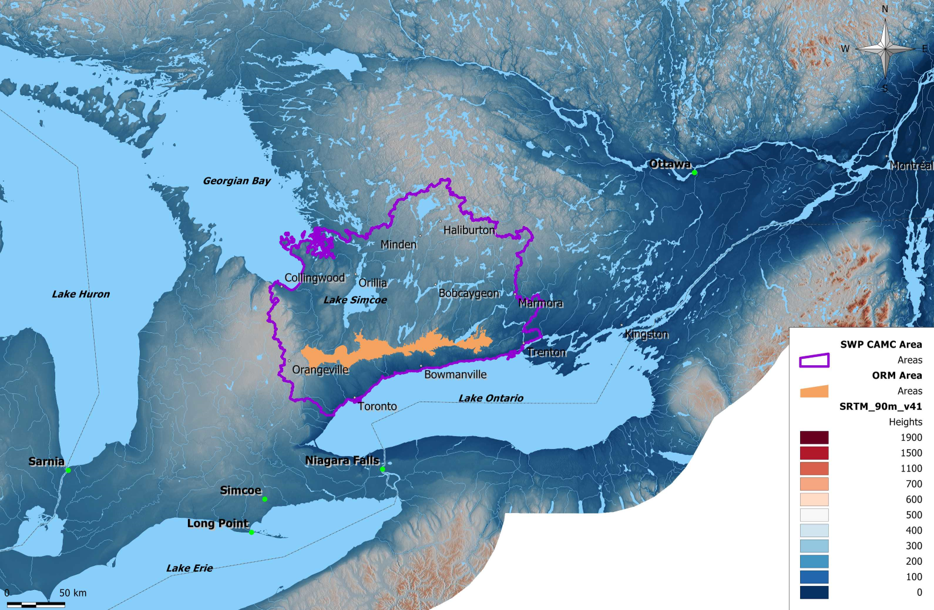 N
W
E
S
Ottawa
Montréal
Georgian Bay
Haliburton
Minden
Collingwood
Orillia
Lake Huron
Lake Simcoe
Bobcaygeon
Marmora
Kingston
Trenton
Orangeville
Bowmanville
Lake Ontario
Toronto
Sarnia
Niagara Falls
Simcoe
Long Point
Lake Erie
0
50 km
SWP CAMC Area
Areas
ORM Area
Areas
SRTM_90m_v41
Heights
1900
1500
1100
700
600
500
400
300
200
100
0